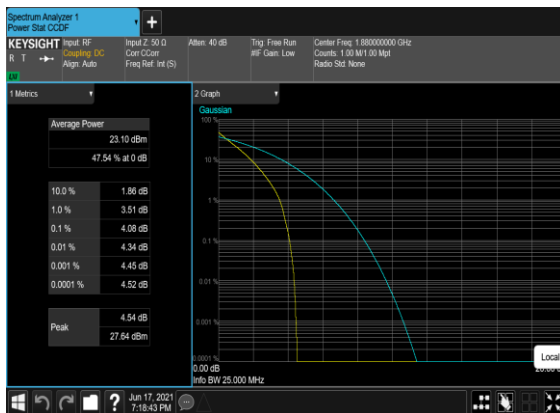 Spectrum Analyzer 1
Power Stat CCDF
+
KEYSIGHT
R T
LXI
Input: RF
Coupling: DC
Align: Auto
Input Z: 50 Ω
Corr CCorr
Freq Ref: Int (S)
Atten: 40 dB
Trig: Free Run
#IF Gain: Low
Center Freq: 1.880000000 GHz
Counts: 1.00 M/1.00 Mpt
Radio Std: None
1 Metrics
Average Power
23.10 dBm
47.54 % at 0 dB
10.0 % 1.86 dB
1.0 % 3.51 dB
0.1 % 4.08 dB
0.01 % 4.34 dB
0.001 % 4.45 dB
0.0001 % 4.52 dB
Peak
4.54 dB
27.64 dBm
2 Graph
Gaussian
100 %
10 %
1 %
0.1 %
0.01 %
0.001 %
0.0001 %
0.00 dB
Info BW 25.000 MHz
Local
?
Jun 17, 2021
7:18:43 PM